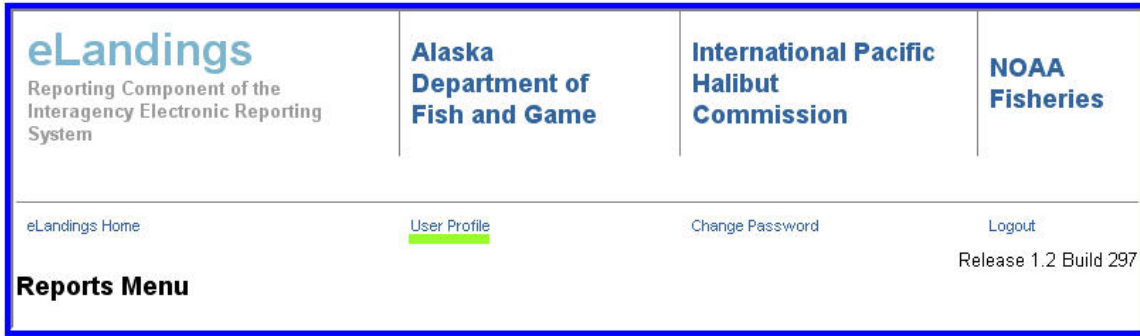 eLandings
Reporting Component of the
Interagency Electronic Reporting
System
Alaska
Department of
Fish and Game
International Pacific
Halibut
Commission
NOAA
Fisheries
eLandings Home
User Profile
Change Password
Logout
Release 1.2 Build 297
Reports Menu